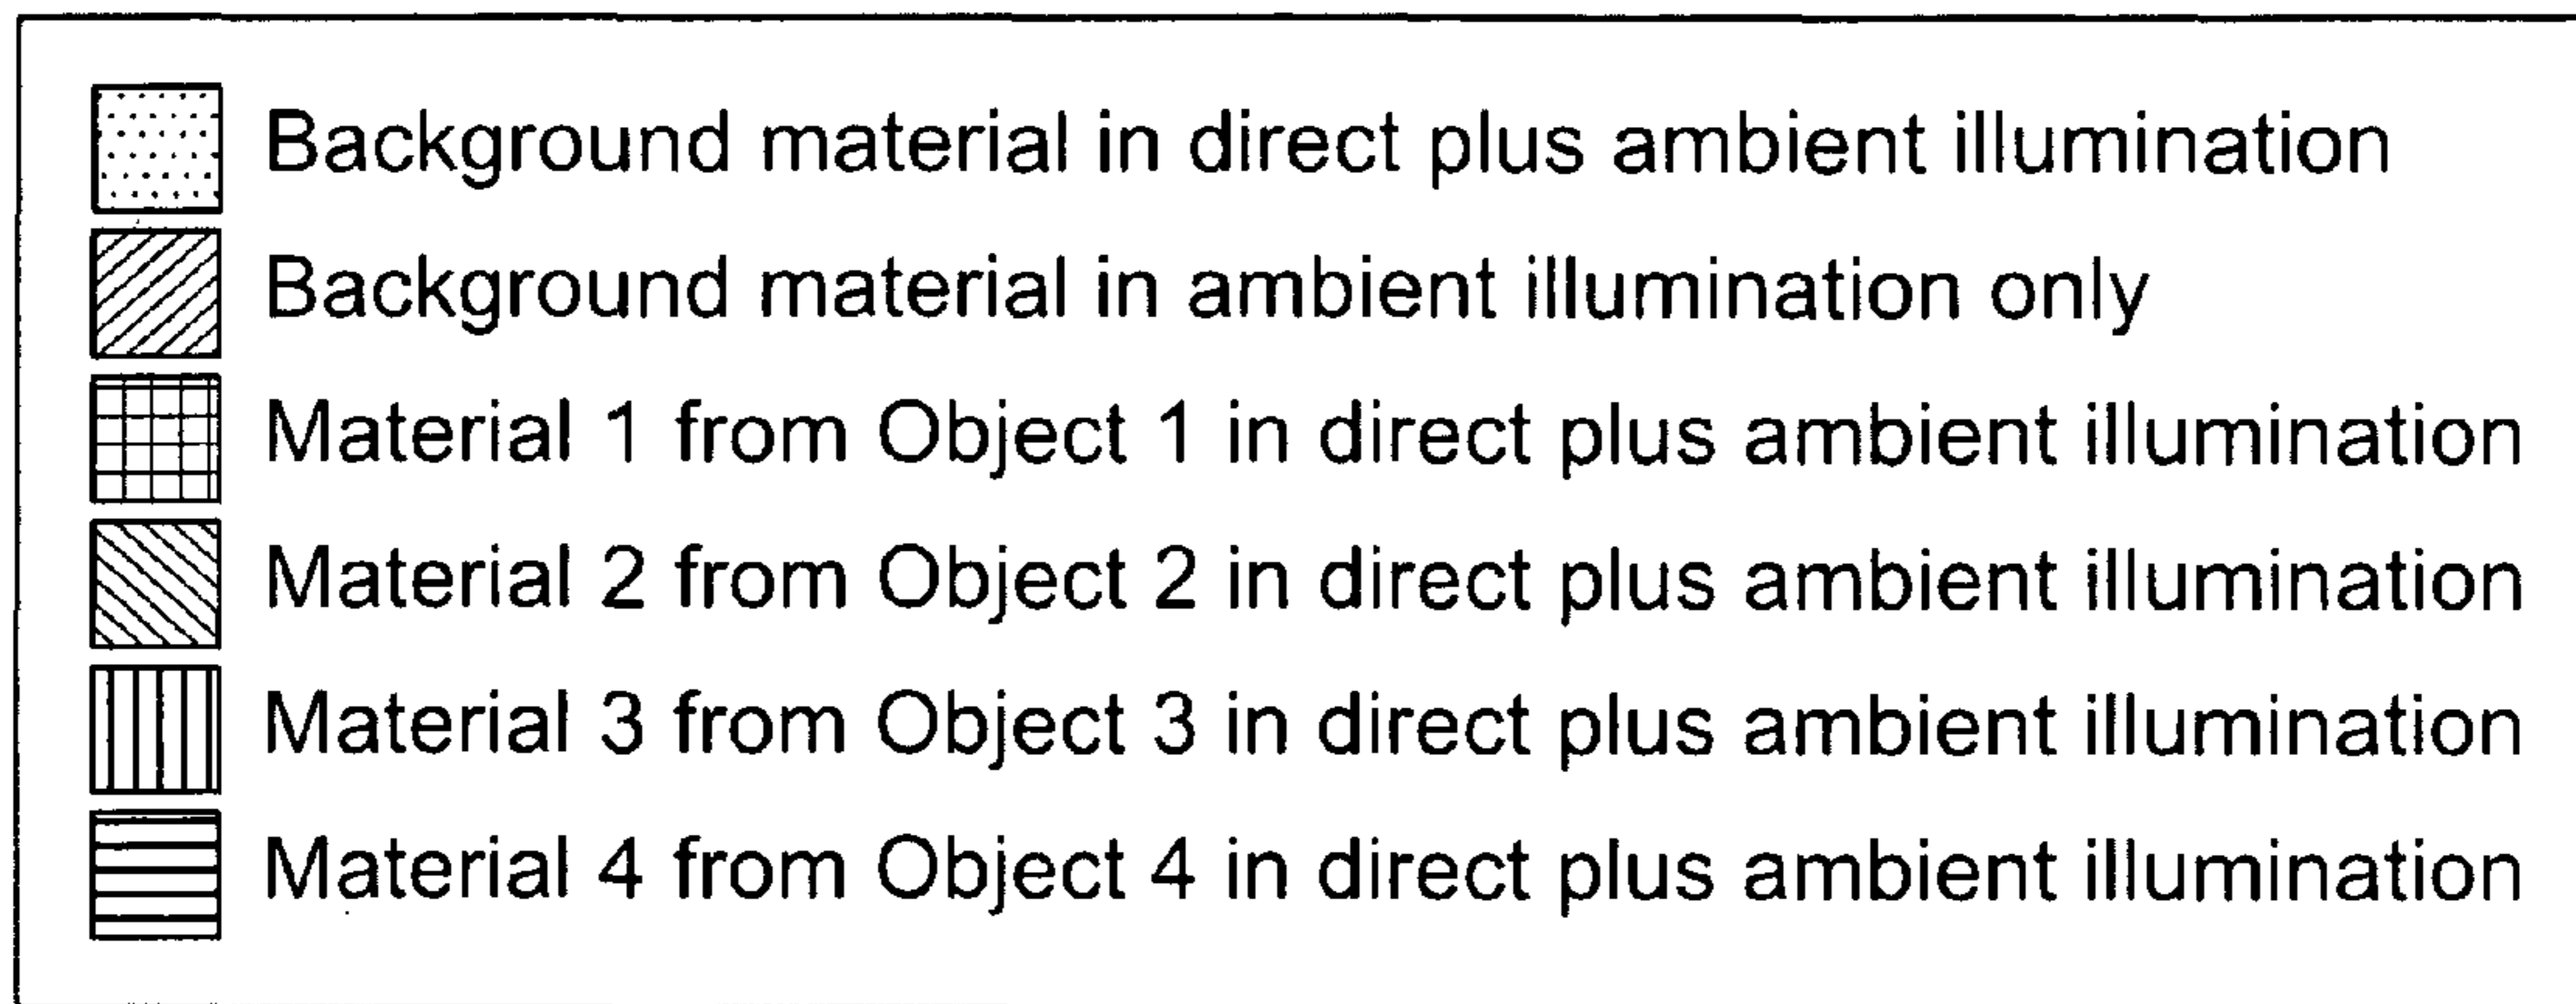 Background material in direct plus ambient illumination
Background material in ambient illumination only
Material 1 from Object 1 in direct plus ambient illumination
Material 2 from Object 2 in direct plus ambient illumination
Material 3 from Object 3 in direct plus ambient illumination
Material 4 from Object 4 in direct plus ambient illumination